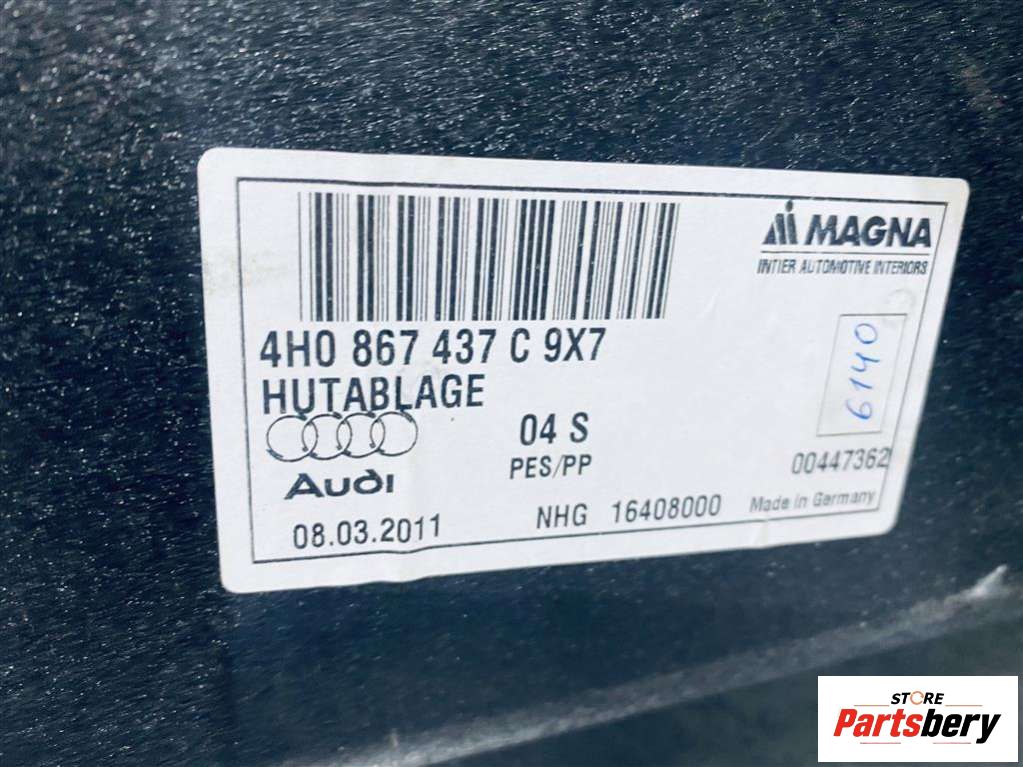 MAGNA
INTIER AUTOMOTIVE INTERIORS
4H0 867 437 C 9X7
HUTABLAGE
6140
04 S
PES/PP
00447362
Audi
08.03.2011
NHG 16408000
Made in Germany
STORE
Partsbery